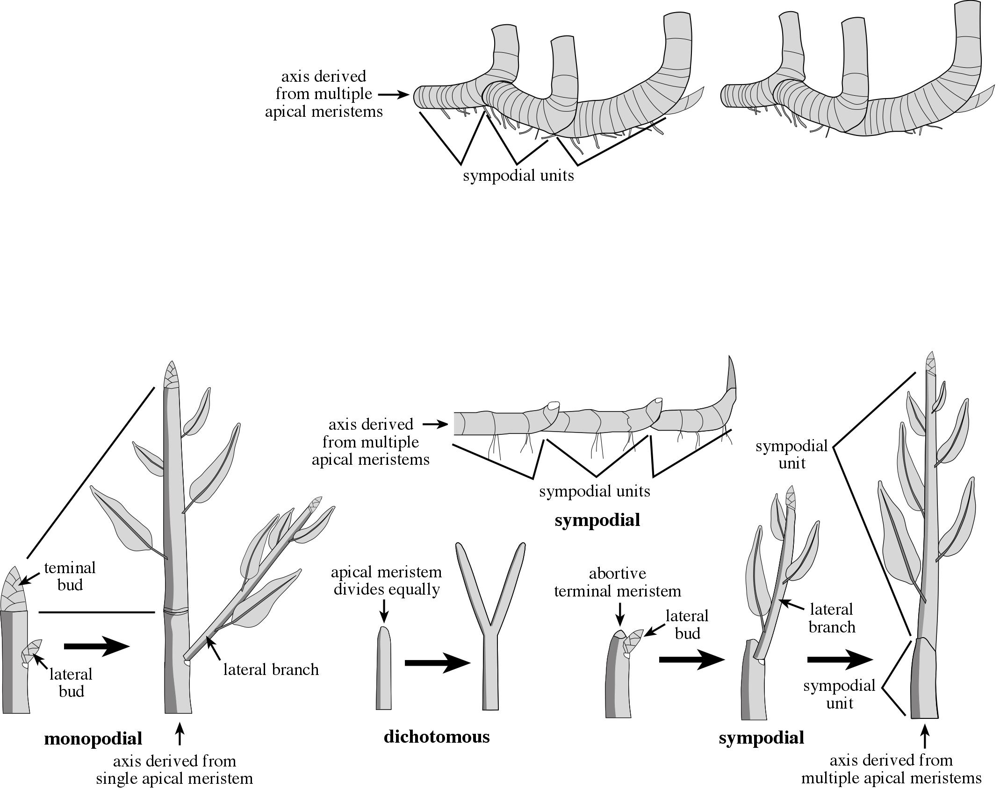 axis derived
from multiple
apical meristems
sympodial units
axis derived
from multiple
apical meristems
sympodial units
sympodial
sympodial
unit
teminal
bud
lateral
bud
lateral branch
monopodial
axis derived from
single apical meristem
apical meristem
divides equally
dichotomous
abortive
terminal meristem
lateral
bud
lateral
branch
sympodial
unit
sympodial
axis derived from
multiple apical meristems